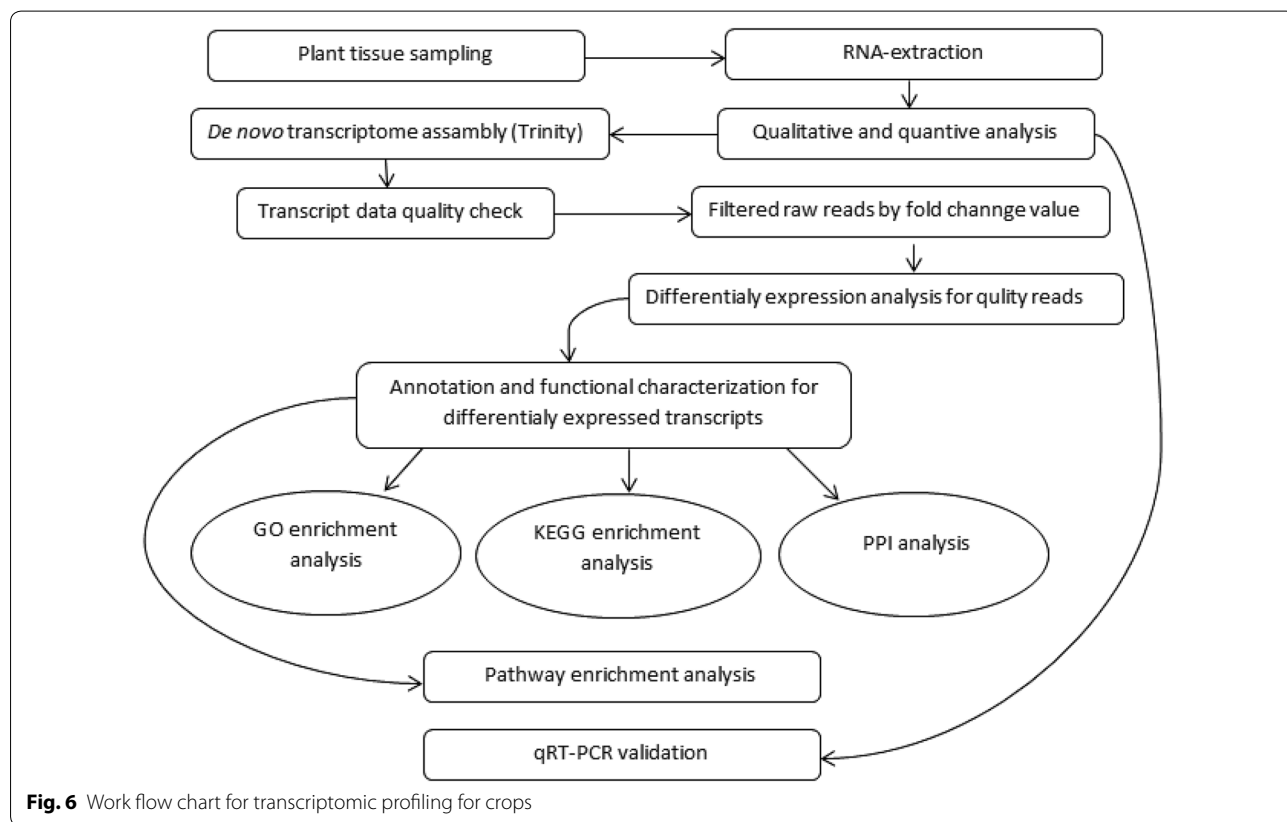 Plant tissue sampling
RNA-extraction
De novo transcriptome assambly (Trinity)
Qualitative and quantive analysis
Transcript data quality check
Filtered raw reads by fold channge value
Differentialy expression analysis for qulity reads
Annotation and functional characterization for
differentialy expressed transcripts
GO enrichment
analysis
KEGG enrichment
analysis
PPI analysis
Pathway enrichment analysis
qRT-PCR validation
Fig. 6 Work flow chart for transcriptomic profiling for crops